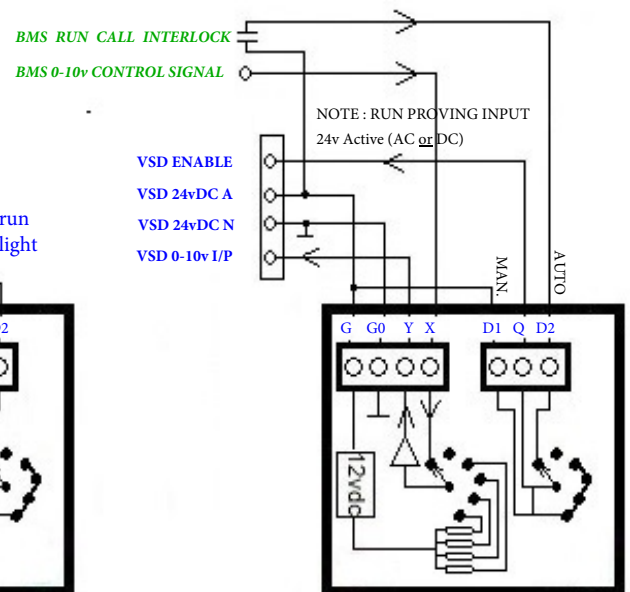 BMS RUN CALL INTERLOCK
BMS 0-10v CONTROL SIGNAL
NOTE : RUN PROVING INPUT
24v Active (AC or DC)
VSD ENABLE
VSD 24vDC A
VSD 24vDC N
VSD 0-10v I/P
run
light
MAN.
AUTO
2
G G0 Y X D1 Q D2
12vdc